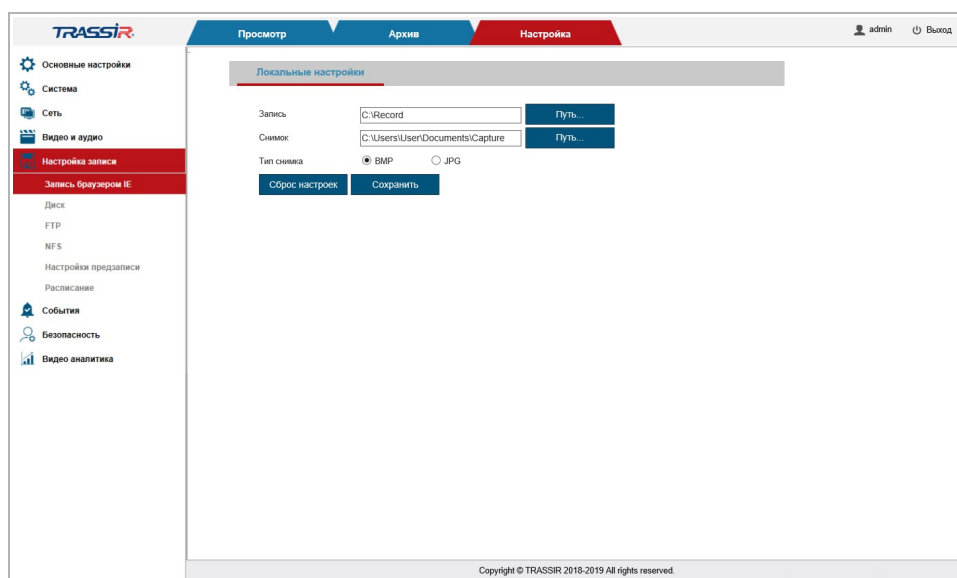 TRASSIR
Просмотр
Архив
Настройка
admin
Выход
Основные настройки
Система
Сеть
Видео и аудио
Настройка записи
Запись браузером IE
Диск
FTP
NFS
Настройки предзаписи
Расписание
События
Безопасность
Видео аналитика
Локальные настройки
Запись C:\Record Путь...
Снимок C:\Users\User\Documents\Capture Путь...
Тип снимка BMP JPG
Сброс настроек Сохранить
Copyright © TRASSIR 2018-2019 All rights reserved.